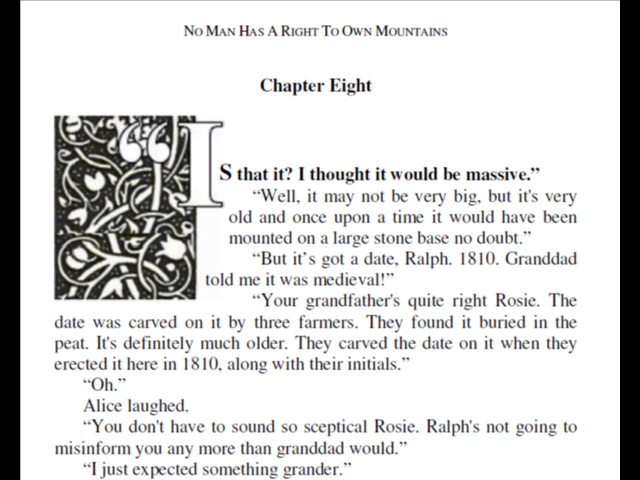 NO MAN HAS A RIGHT TO OWN MOUNTAINS
Chapter Eight
“IS that it? I thought it would be massive.”
“Well, it may not be very big, but it's very
old and once upon a time it would have been
mounted on a large stone base no doubt.”
“But it’s got a date, Ralph. 1810. Granddad
told me it was medieval!”
“Your grandfather's quite right Rosie. The
date was carved on it by three farmers. They found it buried in the
peat. It's definitely much older. They carved the date on it when they
erected it here in 1810, along with their initials.”
“Oh.”
Alice laughed.
“You don't have to sound so sceptical Rosie. Ralph's not going to
misinform you any more than granddad would.”
“I just expected something grander.”